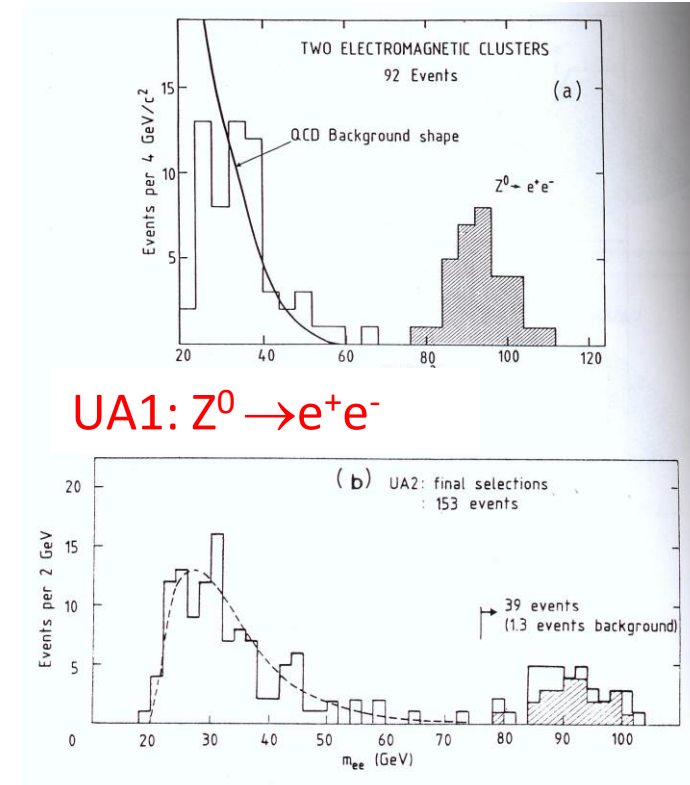 TWO ELECTROMAGNETIC CLUSTERS
92 Events
(a)
15
QCD Background shape
Z⁰→ e⁺e⁻
10
5
Events per 4 GeV/c²
20 40 60 80 100 120
UA1: Z⁰ →e⁺e⁻
(b) UA2: final selections
: 153 events
20
15
10
5
Events per 2 GeV
39 events
(1.3 events background)
0 20 30 40 50 60 70 80 90 100
mₑₑ (GeV)